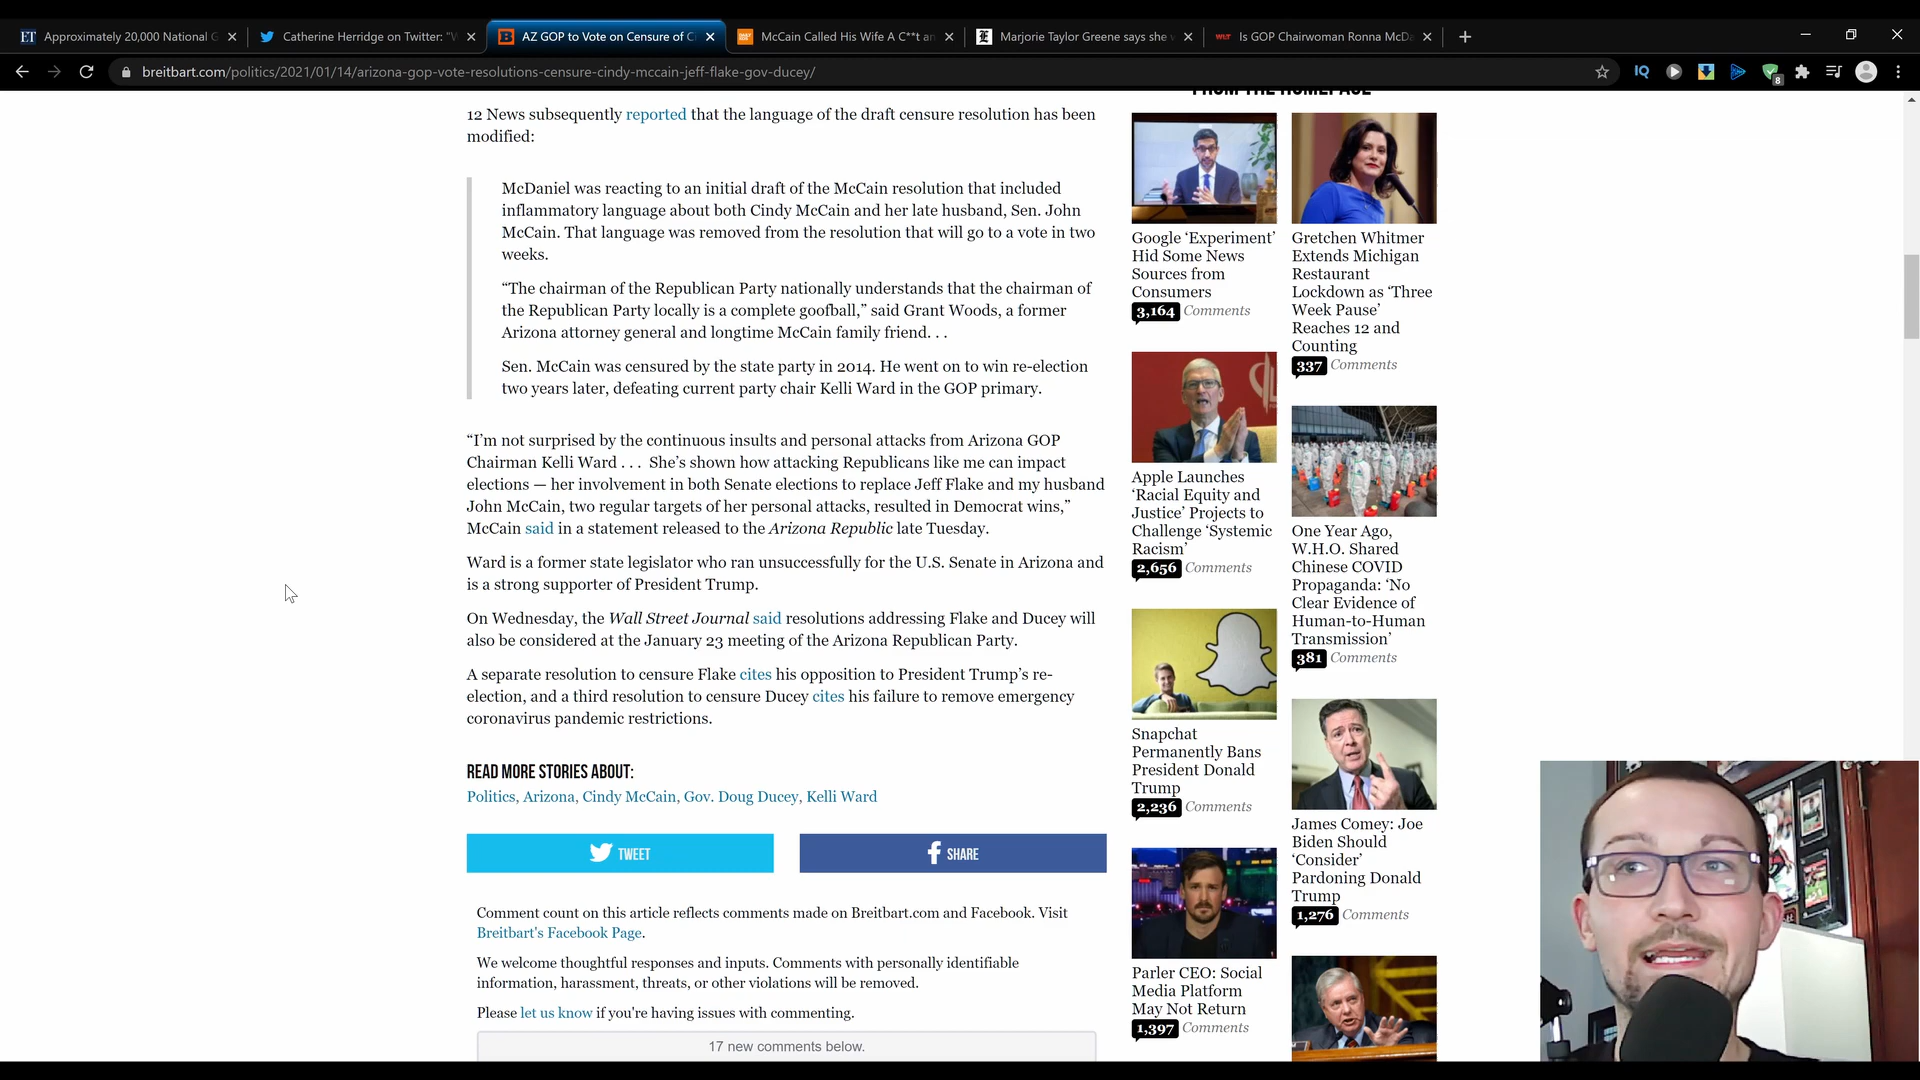 ET Approximately 20,000 National G
Catherine Herridge on Twitter: "W
B AZ GOP to Vote on Censure of Ci
McCain Called His Wife A C**t an
Marjorie Taylor Greene says she w
WLT Is GOP Chairwoman Ronna McDa
breitbart.com/politics/2021/01/14/arizona-gop-vote-resolutions-censure-cindy-mccain-jeff-flake-gov-ducey/
IQ
8
12 News subsequently reported that the language of the draft censure resolution has been
modified:
McDaniel was reacting to an initial draft of the McCain resolution that included
inflammatory language about both Cindy McCain and her late husband, Sen. John
McCain. That language was removed from the resolution that will go to a vote in two
weeks.
“The chairman of the Republican Party nationally understands that the chairman of
the Republican Party locally is a complete goofball,” said Grant Woods, a former
Arizona attorney general and longtime McCain family friend. . .
Sen. McCain was censured by the state party in 2014. He went on to win re-election
two years later, defeating current party chair Kelli Ward in the GOP primary.
“I’m not surprised by the continuous insults and personal attacks from Arizona GOP
Chairman Kelli Ward . . . She’s shown how attacking Republicans like me can impact
elections — her involvement in both Senate elections to replace Jeff Flake and my husband
John McCain, two regular targets of her personal attacks, resulted in Democrat wins,”
McCain said in a statement released to the Arizona Republic late Tuesday.
Ward is a former state legislator who ran unsuccessfully for the U.S. Senate in Arizona and
is a strong supporter of President Trump.
On Wednesday, the Wall Street Journal said resolutions addressing Flake and Ducey will
also be considered at the January 23 meeting of the Arizona Republican Party.
A separate resolution to censure Flake cites his opposition to President Trump’s re-
election, and a third resolution to censure Ducey cites his failure to remove emergency
coronavirus pandemic restrictions.
READ MORE STORIES ABOUT:
Politics, Arizona, Cindy McCain, Gov. Doug Ducey, Kelli Ward
TWEET
SHARE
Comment count on this article reflects comments made on Breitbart.com and Facebook. Visit
Breitbart's Facebook Page.
We welcome thoughtful responses and inputs. Comments with personally identifiable
information, harassment, threats, or other violations will be removed.
Please let us know if you're having issues with commenting.
17 new comments below.
FROM THE HOMEPAGE
Google ‘Experiment’
Hid Some News
Sources from
Consumers
3,164 Comments
Apple Launches
‘Racial Equity and
Justice’ Projects to
Challenge ‘Systemic
Racism’
2,656 Comments
Snapchat
Permanently Bans
President Donald
Trump
2,236 Comments
Parler CEO: Social
Media Platform
May Not Return
1,397 Comments
Gretchen Whitmer
Extends Michigan
Restaurant
Lockdown as ‘Three
Week Pause’
Reaches 12 and
Counting
337 Comments
One Year Ago,
W.H.O. Shared
Chinese COVID
Propaganda: ‘No
Clear Evidence of
Human-to-Human
Transmission’
381 Comments
James Comey: Joe
Biden Should
‘Consider’
Pardoning Donald
Trump
1,276 Comments